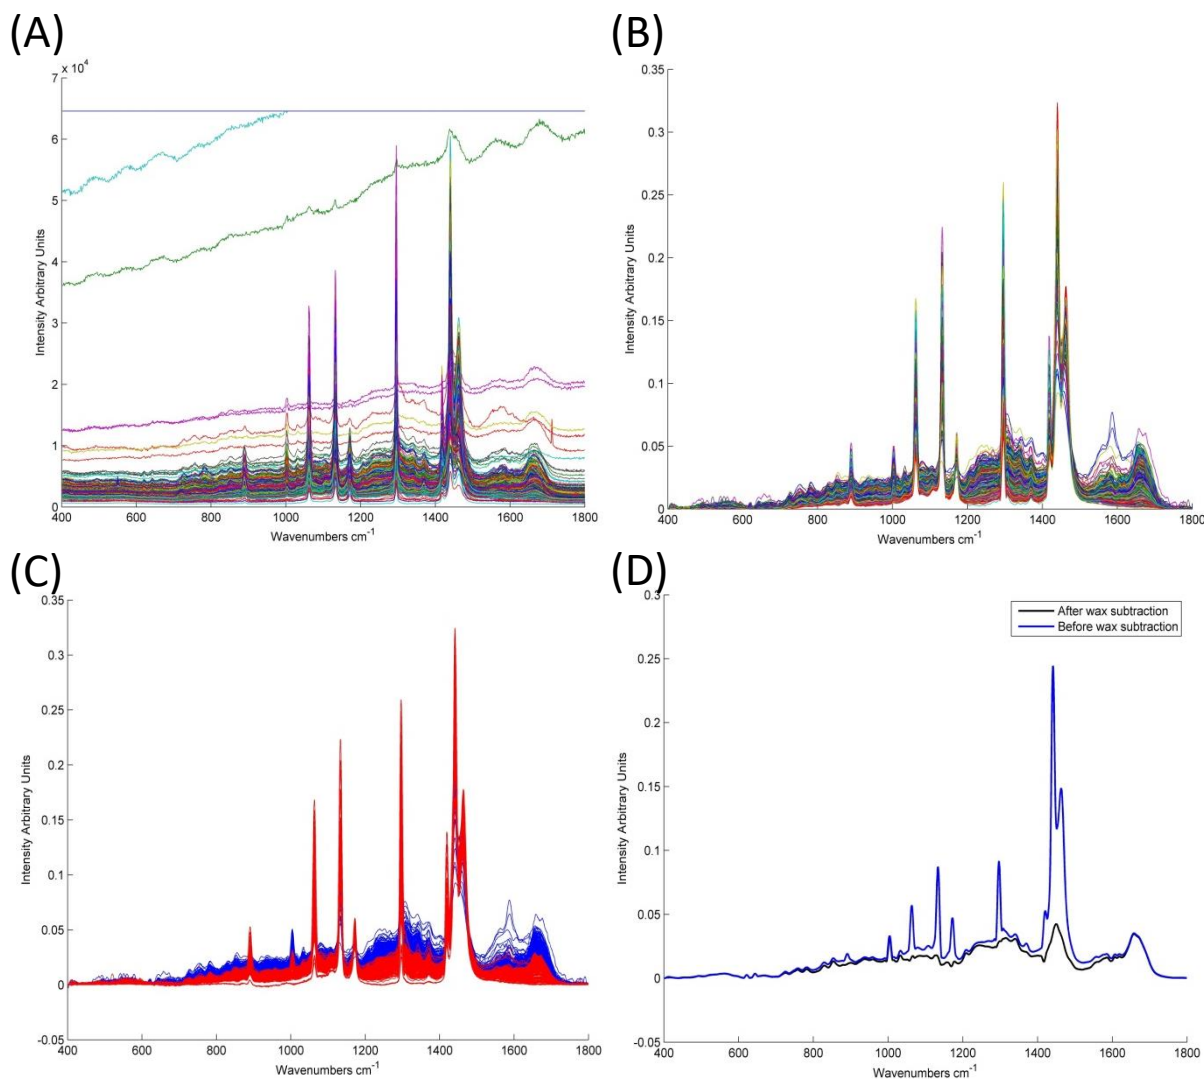 (A)
x 10⁴
7
6
5
4
3
2
1
0
400 600 800 1000 1200 1400 1600 1800
Intensity Arbitrary Units
Wavenumbers cm⁻¹
(B)
0.35
0.3
0.25
0.2
0.15
0.1
0.05
0
400 600 800 1000 1200 1400 1600 1800
Intensity Arbitrary Units
Wavenumbers cm⁻¹
(C)
0.35
0.3
0.25
0.2
0.15
0.1
0.05
0
-0.05
400 600 800 1000 1200 1400 1600 1800
Intensity Arbitrary Units
Wavenumbers cm⁻¹
(D)
0.3
0.25
0.2
0.15
0.1
0.05
0
-0.05
400 600 800 1000 1200 1400 1600 1800
Intensity Arbitrary Units
Wavenumbers cm⁻¹
After wax subtraction
Before wax subtraction